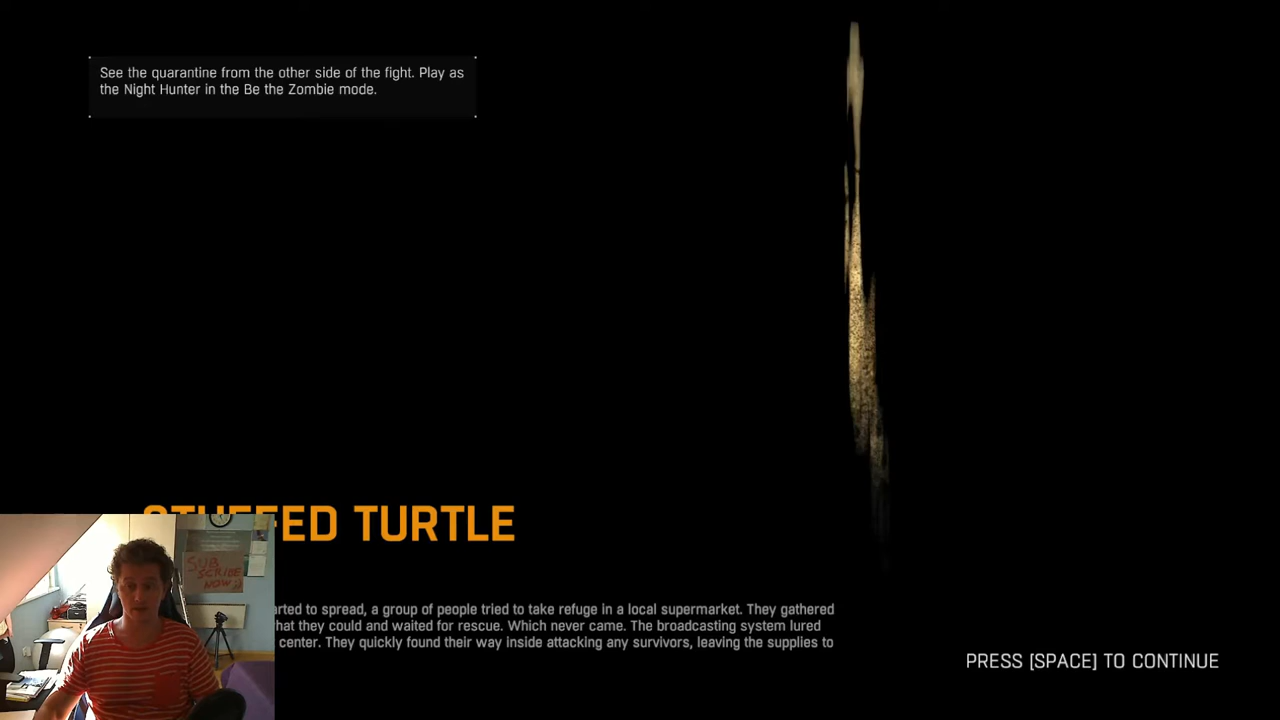 See the quarantine from the other side of the fight. Play as
the Night Hunter in the Be the Zombie mode.
STUFFED TURTLE
SUB
SCRIBE
NOW
arted to spread, a group of people tried to take refuge in a local supermarket. They gathered
hat they could and waited for rescue. Which never came. The broadcasting system lured
center. They quickly found their way inside attacking any survivors, leaving the supplies to
PRESS [SPACE] TO CONTINUE